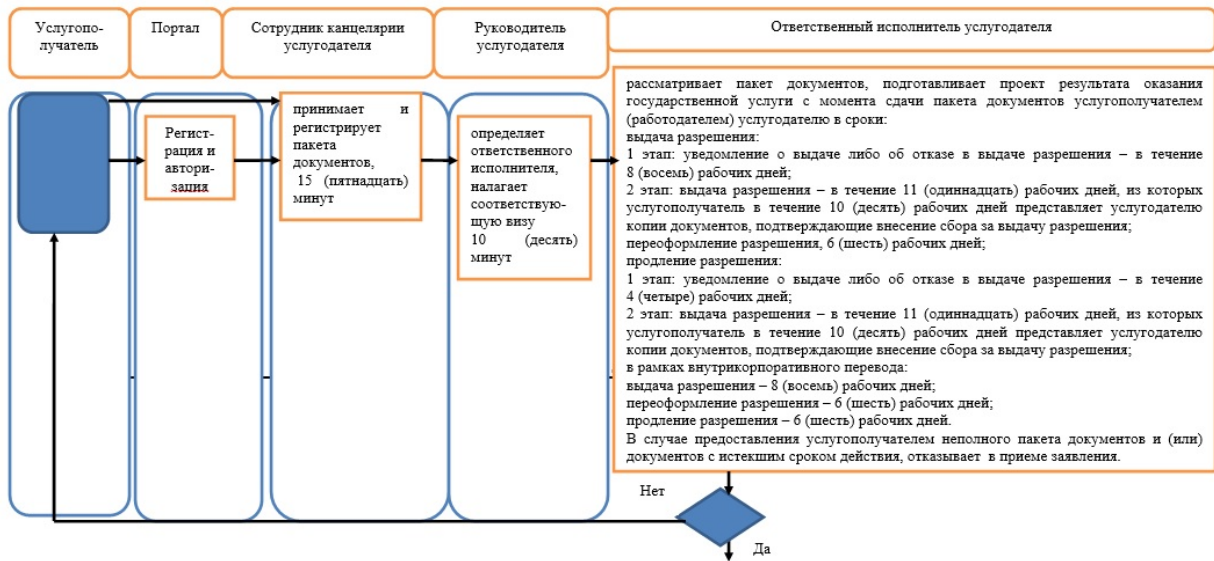 Услугопо-
лучатель
Портал
Сотрудник канцелярии
услугодателя
Руководитель
услугодателя
Ответственный исполнитель услугодателя
Регист-
рация и
автори-
зация
принимает и
регистрирует
пакета
документов,
15 (пятнадцать)
минут
определяет
ответственного
исполнителя,
налагает
соответствую-
щую визу
10 (десять)
минут
рассматривает пакет документов, подготавливает проект результата оказания
государственной услуги с момента сдачи пакета документов услугополучателем
(работодателем) услугодателю в сроки:
выдача разрешения:
1 этап: уведомление о выдаче либо об отказе в выдаче разрешения – в течение
8 (восемь) рабочих дней;
2 этап: выдача разрешения – в течение 11 (одиннадцать) рабочих дней, из которых
услугополучатель в течение 10 (десять) рабочих дней представляет услугодателю
копии документов, подтверждающие внесение сбора за выдачу разрешения;
переоформление разрешения, 6 (шесть) рабочих дней;
продление разрешения:
1 этап: уведомление о выдаче либо об отказе в выдаче разрешения – в течение
4 (четыре) рабочих дней;
2 этап: выдача разрешения – в течение 11 (одиннадцать) рабочих дней, из которых
услугополучатель в течение 10 (десять) рабочих дней представляет услугодателю
копии документов, подтверждающие внесение сбора за выдачу разрешения;
в рамках внутрикорпоративного перевода:
выдача разрешения – 8 (восемь) рабочих дней;
переоформление разрешения – 6 (шесть) рабочих дней;
продление разрешения – 6 (шесть) рабочих дней.
В случае предоставления услугополучателем неполного пакета документов и (или)
документов с истекшим сроком действия, отказывает в приеме заявления.
Нет
Да